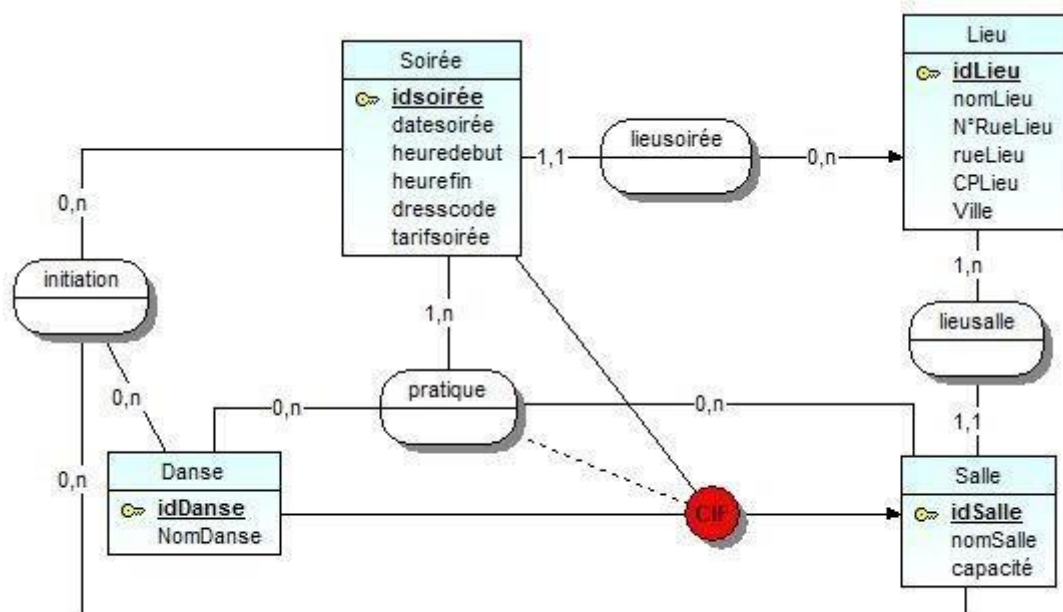 Lieu
idLieu
nomLieu
N°RueLieu
rueLieu
CPLieu
Ville
Soirée
idsoirée
datesoirée
heuredebut
heurefin
dresscode
tarifsoirée
1,1
lieusoirée
0,n
0,n
initiation
1,n
lieusalle
1,n
pratique
0,n
0,n
0,n
1,1
0,n
Danse
idDanse
NomDanse
CIF
Salle
idSalle
nomSalle
capacité